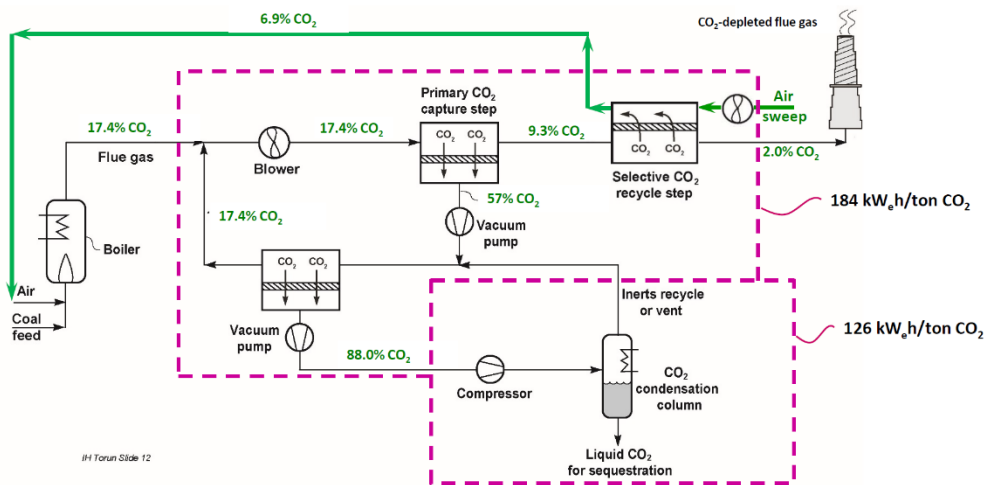 6.9% CO₂
CO₂-depleted flue gas
Primary CO₂
capture step
Air
sweep
17.4% CO₂
17.4% CO₂
CO₂ CO₂
9.3% CO₂
CO₂ CO₂
2.0% CO₂
Flue gas
Blower
Selective CO₂
recycle step
57% CO₂
184 kWₑh/ton CO₂
17.4% CO₂
Vacuum
pump
Boiler
CO₂ CO₂
Inerts recycle
or vent
Air
Coal
feed
Vacuum
pump
126 kWₑh/ton CO₂
88.0% CO₂
Compressor
CO₂
condensation
column
Liquid CO₂
for sequestration
IH Torun Slide 12